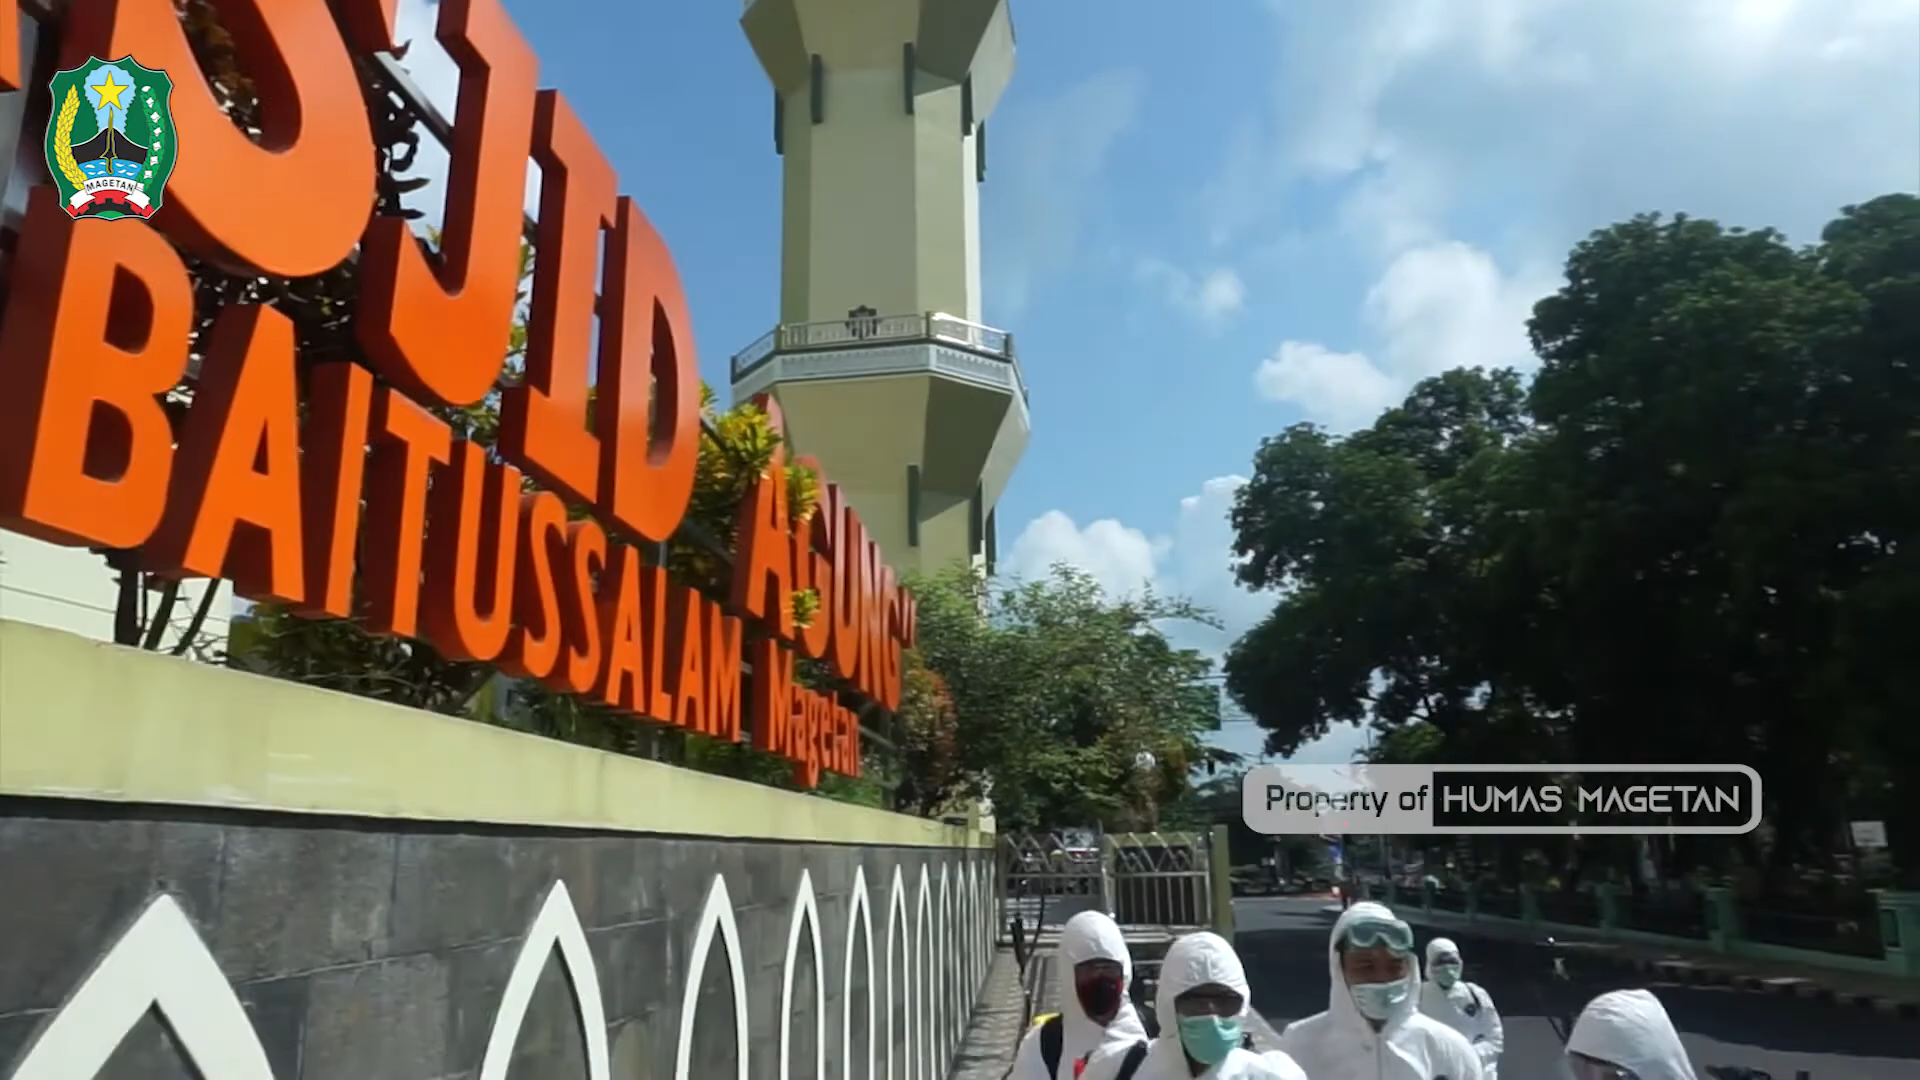 SJID AGUNG"
BAITUSSALAM Magetan
MAGETAN
Property of HUMAS MAGETAN